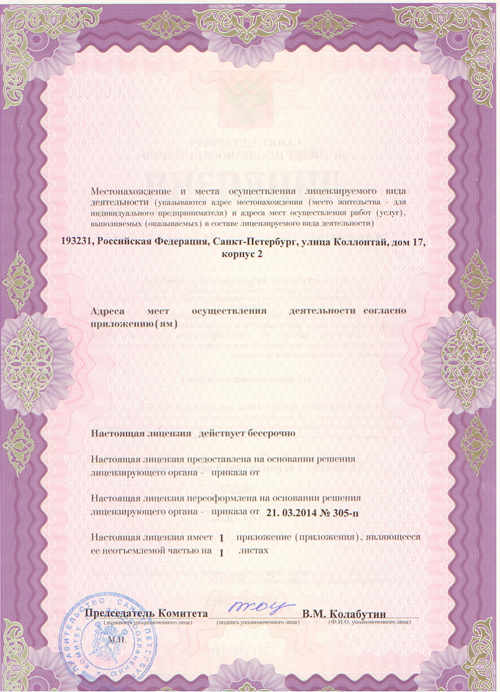 Местонахождение и места осуществления лицензируемого вида
деятельности (указываются адрес местонахождения (место жительства - для
индивидуального предпринимателя) и адреса мест осуществления работ (услуг),
выполняемых (оказываемых) в составе лицензируемого вида деятельности)
193231, Российская Федерация, Санкт-Петербург, улица Коллонтай, дом 17,
корпус 2
Адреса мест осуществления деятельности согласно
приложению(ям)
Настоящая лицензия действует бессрочно
Настоящая лицензия предоставлена на основании решения
лицензирующего органа - приказа от
Настоящая лицензия переоформлена на основании решения
лицензирующего органа - приказа от 21. 03.2014 № 305-п
Настоящая лицензия имеет 1 приложение (приложения), являющееся
ее неотъемлемой частью на 1 листах
Председатель Комитета В.М. Колабутин
(должность уполномоченного лица) (подпись уполномоченного лица) (Ф.И.О. уполномоченного лица)
М.П.